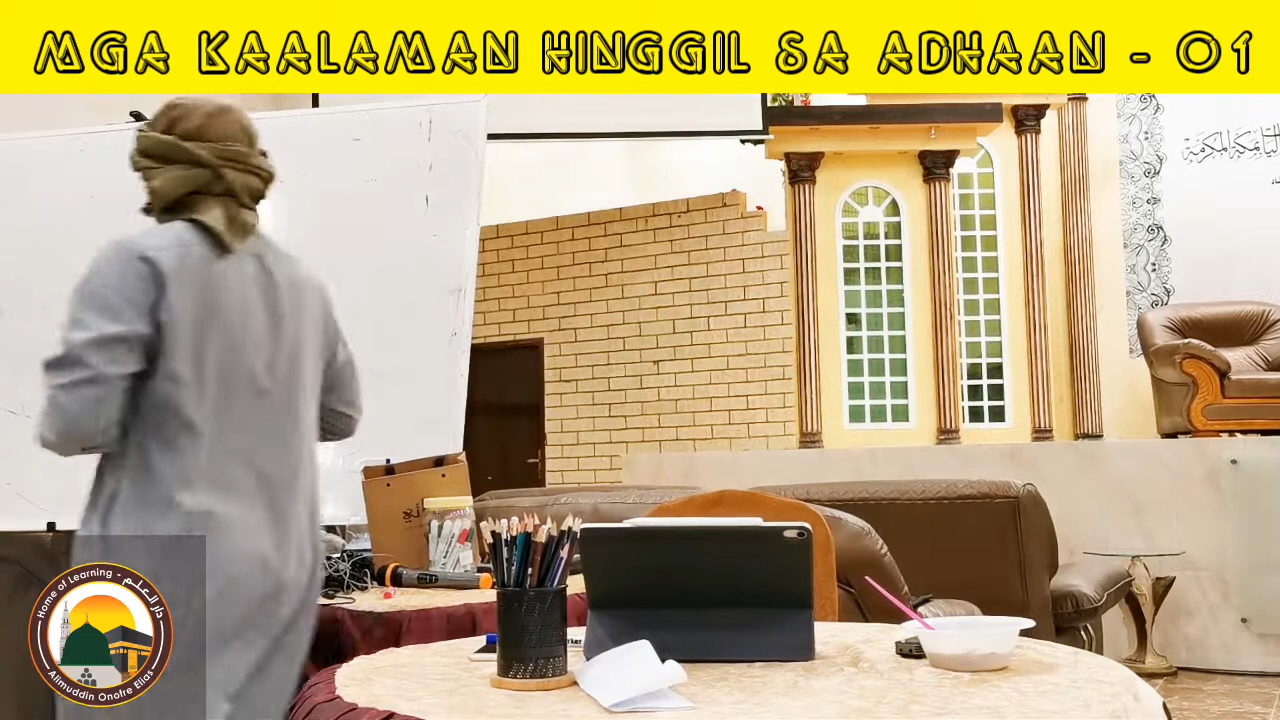 MGA KAALAMAN HINGGIL SA ADHAAN - 01
Home of Learning - دار العلم
Alimuddin Onofre Elias